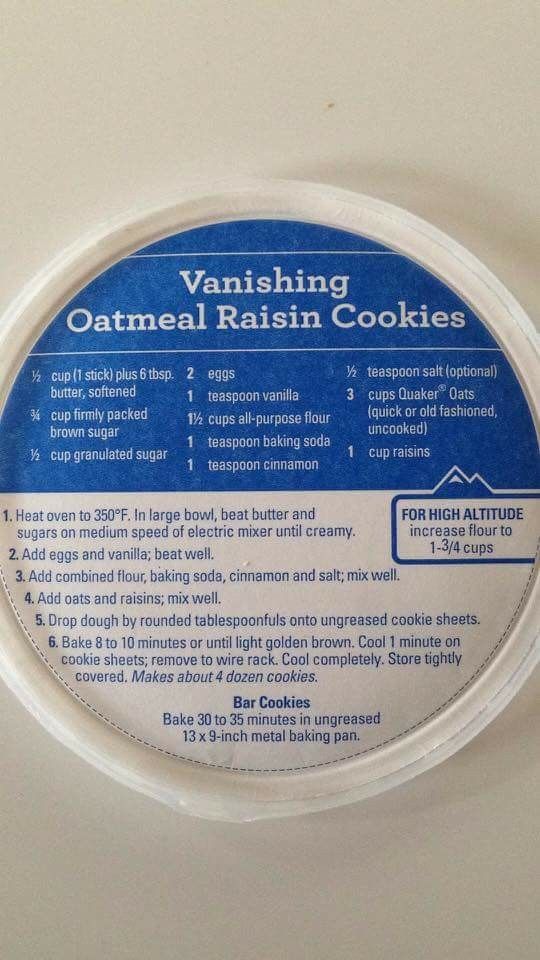 Vanishing
Oatmeal Raisin Cookies
½ cup (1 stick) plus 6 tbsp.
butter, softened
¾ cup firmly packed
brown sugar
½ cup granulated sugar
2 eggs
1 teaspoon vanilla
1½ cups all-purpose flour
1 teaspoon baking soda
1 teaspoon cinnamon
½ teaspoon salt (optional)
3 cups Quaker® Oats
(quick or old fashioned,
uncooked)
1 cup raisins
1. Heat oven to 350°F. In large bowl, beat butter and
sugars on medium speed of electric mixer until creamy.
2. Add eggs and vanilla; beat well.
3. Add combined flour, baking soda, cinnamon and salt; mix well.
4. Add oats and raisins; mix well.
5. Drop dough by rounded tablespoonfuls onto ungreased cookie sheets.
6. Bake 8 to 10 minutes or until light golden brown. Cool 1 minute on
cookie sheets; remove to wire rack. Cool completely. Store tightly
covered. Makes about 4 dozen cookies.
FOR HIGH ALTITUDE
increase flour to
1-3/4 cups
Bar Cookies
Bake 30 to 35 minutes in ungreased
13 x 9-inch metal baking pan.